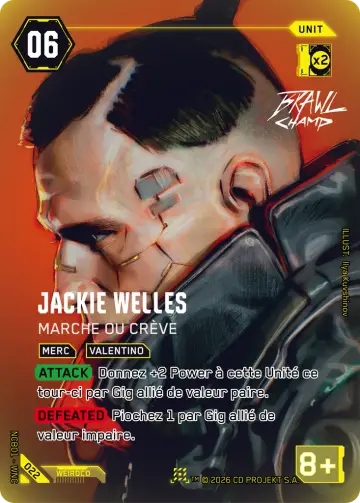 06
UNIT
x2
BRAWL
CHAMP
ILLUST. IlyaKuvshinov
JACKIE WELLES
MARCHE OU CRÈVE
MERC VALENTINO
ATTACK Donnez +2 Power à cette Unité ce
tour-ci par Gig allié de valeur paire.
DEFEATED Piochez 1 par Gig allié de
valeur impaire.
022
WEIRDCO
™ © 2026 CD PROJEKT S.A.
8+